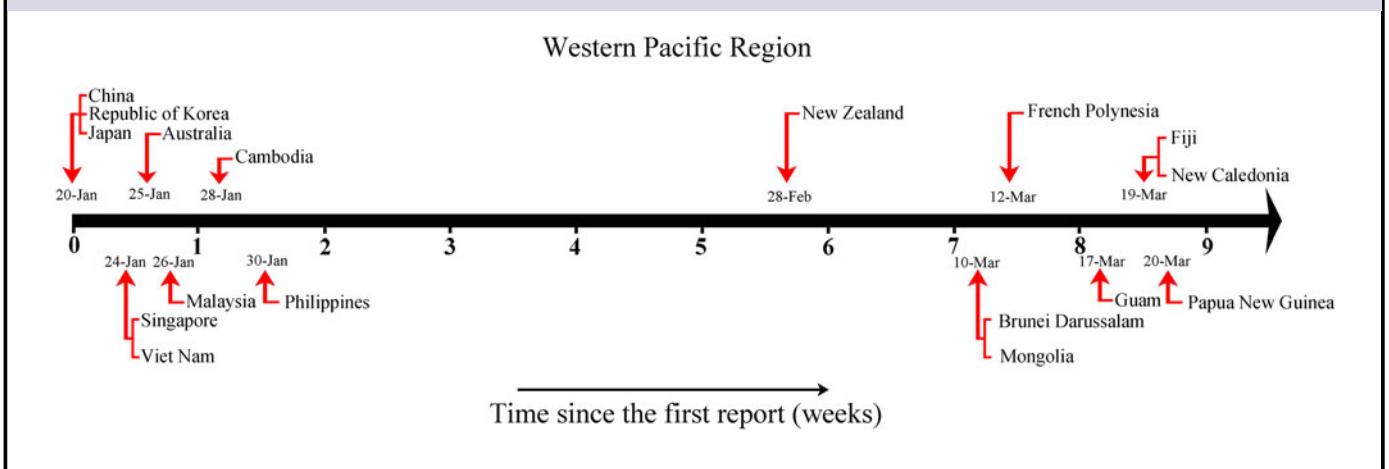 Western Pacific Region
China
Republic of Korea
Japan
Australia
Cambodia
New Zealand
French Polynesia
Fiji
New Caledonia
20-Jan
25-Jan
28-Jan
28-Feb
12-Mar
19-Mar
0 1 2 3 4 5 6 7 8 9
24-Jan
26-Jan
30-Jan
10-Mar
17-Mar
20-Mar
Malaysia
Philippines
Guam
Papua New Guinea
Singapore
Brunei Darussalam
Viet Nam
Mongolia
Time since the first report (weeks)